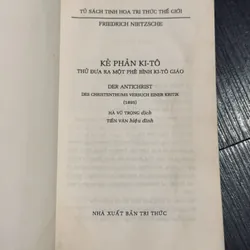 TỦ SÁCH TINH HOA TRI THỨC THẾ GIỚI
FRIEDRICH NIETZSCHE
KẺ PHẢN KI-TÔ
THỬ ĐƯA RA MỘT PHÊ BÌNH KI-TÔ GIÁO
DER ANTICHRIST
DES CHRISTENTHUMS VERSUCH EINER KRITIK
(1895)
HÀ VŨ TRỌNG dịch
TIẾN VĂN hiệu đính
NHÀ XUẤT BẢN TRI THỨC